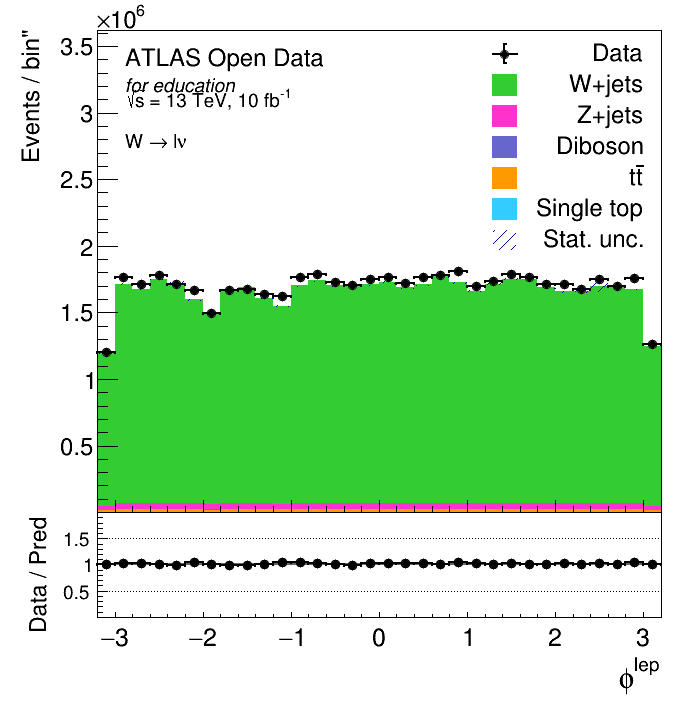 ×10⁶
Events / bin"
3.5
3
2.5
2
1.5
1
0.5
ATLAS Open Data
for education
√s = 13 TeV, 10 fb⁻¹
W → lν
Data
W+jets
Z+jets
Diboson
tt̄
Single top
Stat. unc.
Data / Pred
1.5
1
0.5
−3 −2 −1 0 1 2 3
ϕ^lep